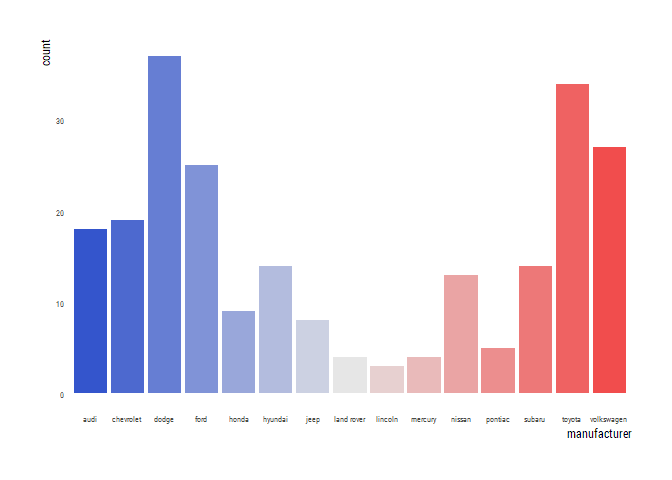 count
30
20
10
0
audi chevrolet dodge ford honda hyundai jeep land rover lincoln mercury nissan pontiac subaru toyota volkswagen
manufacturer